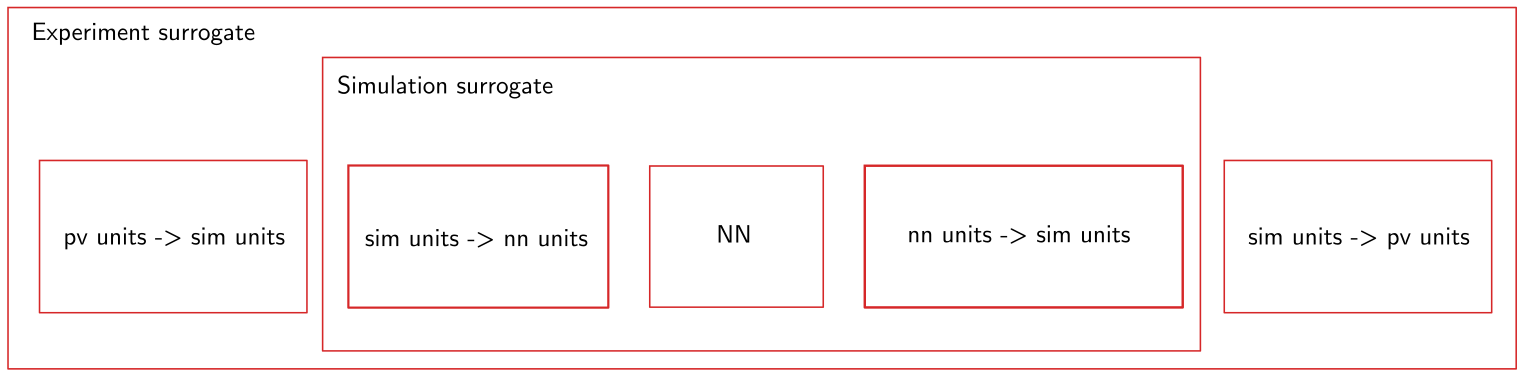 Experiment surrogate
Simulation surrogate
pv units -> sim units
sim units -> nn units
NN
nn units -> sim units
sim units -> pv units